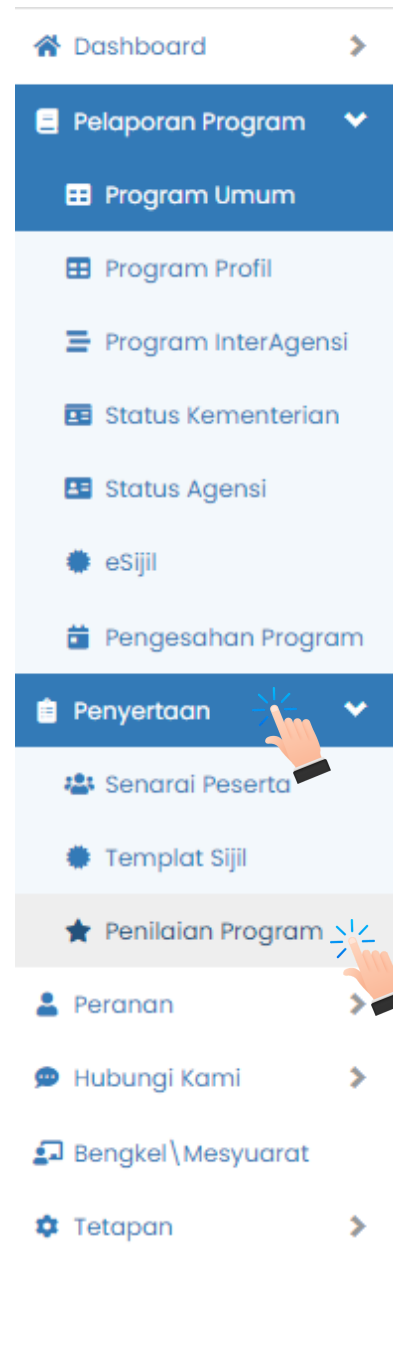 Dashboard
Pelaporan Program
Program Umum
Program Profil
Program InterAgensi
Status Kementerian
Status Agensi
eSijil
Pengesahan Program
Penyertaan
Senarai Peserta
Templat Sijil
Penilaian Program
Peranan
Hubungi Kami
Bengkel\Mesyuarat
Tetapan